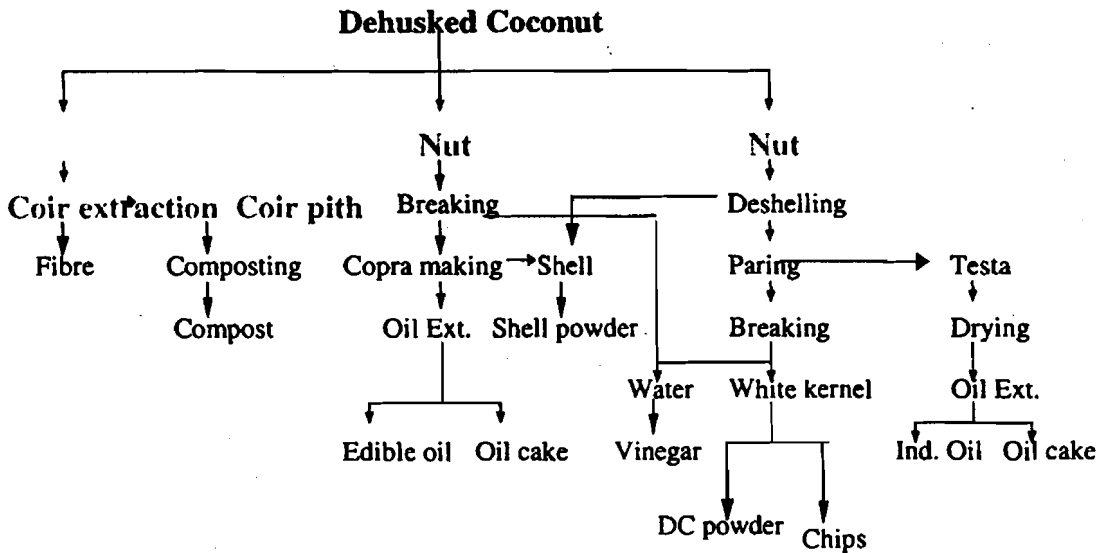 Dehusked Coconut
Nut Nut
Coir extraction Coir pith Breaking Deshelling
Fibre Composting Copra making Shell Paring Testa
Compost Oil Ext. Shell powder Breaking Drying
Water White kernel Oil Ext.
Edible oil Oil cake Vinegar Ind. Oil Oil cake
DC powder Chips